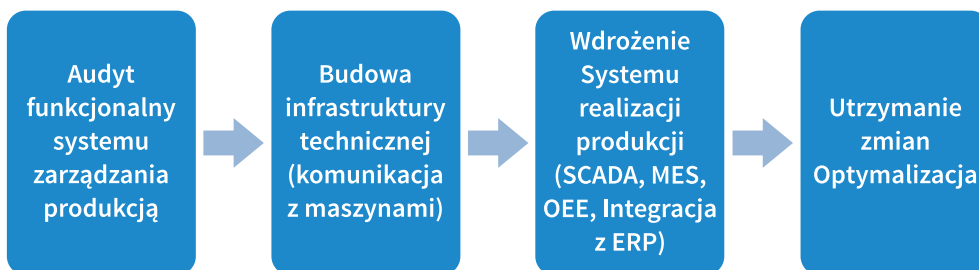 Audyt
funkcjonalny
systemu
zarządzania
produkcją
Budowa
infrastruktury
technicznej
(komunikacja
z maszynami)
Wdrożenie
Systemu
realizacji
produkcji
(SCADA, MES,
OEE, Integracja
z ERP)
Utrzymanie
zmian
Optymalizacja